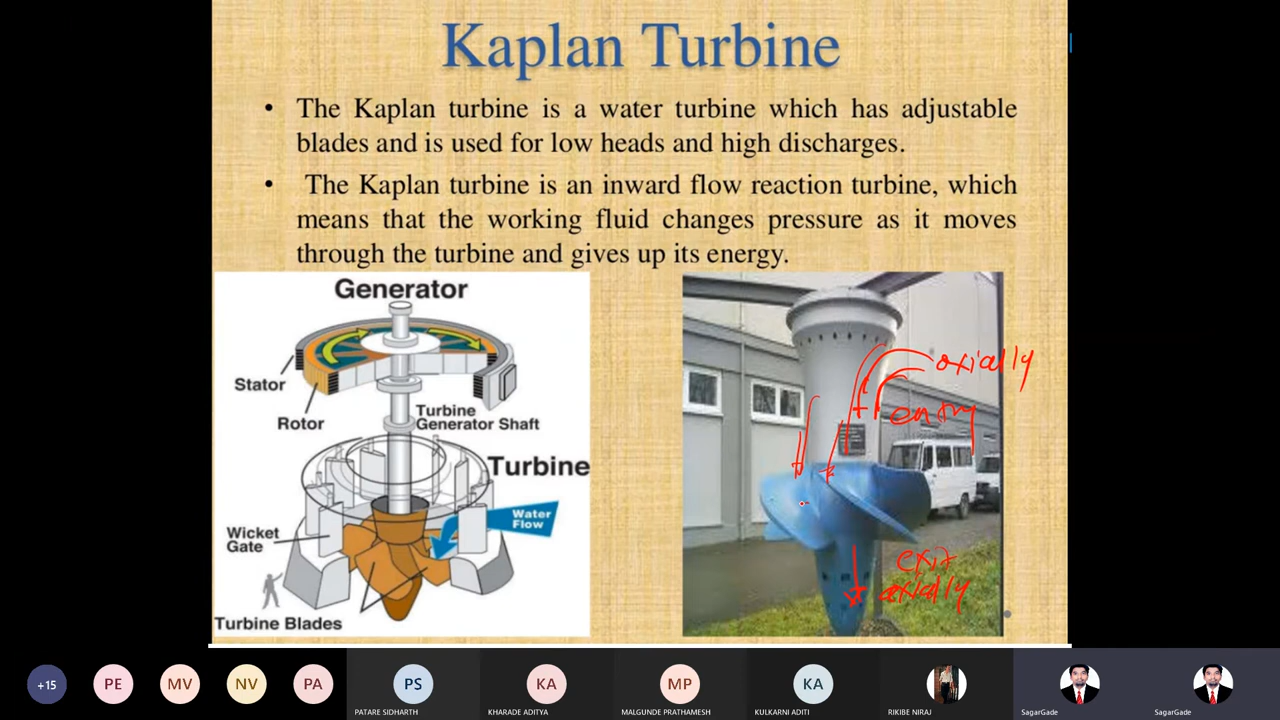 Kaplan Turbine
• The Kaplan turbine is a water turbine which has adjustable
blades and is used for low heads and high discharges.
• The Kaplan turbine is an inward flow reaction turbine, which
means that the working fluid changes pressure as it moves
through the turbine and gives up its energy.
Generator
Stator
Rotor
Turbine
Generator Shaft
Turbine
Water
Flow
Wicket
Gate
Turbine Blades
axially
exit
axially
+15
PE
MV
NV
PA
PS
KA
MP
KA
PATARE SIDHARTH
KHARADE ADITYA
MALGUNDE PRATHAMESH
KULKARNI ADITI
RIKIBE NIRAJ
SagarGade
SagarGade